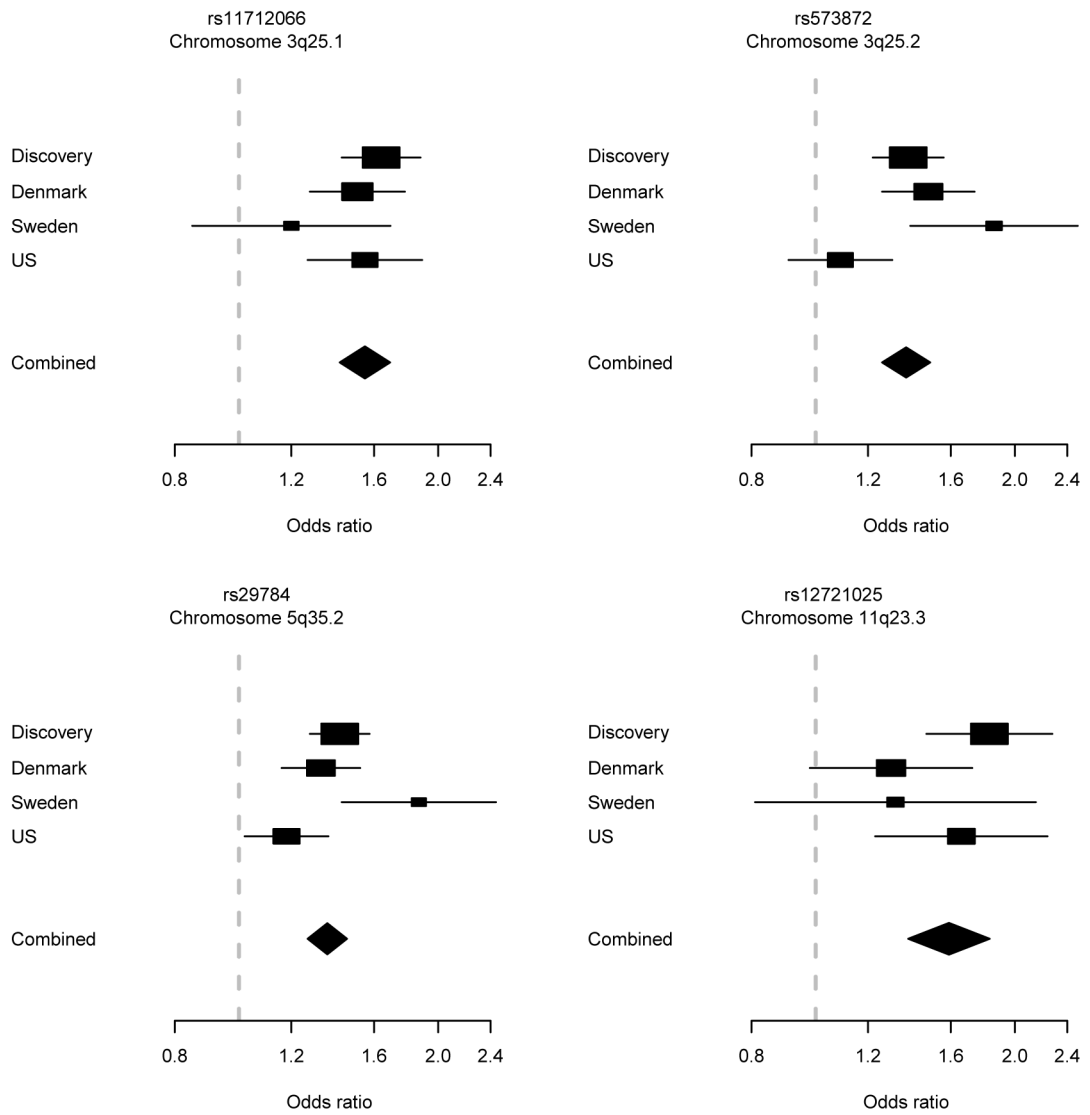 rs11712066
Chromosome 3q25.1
Discovery
Denmark
Sweden
US
Combined
0.8 1.2 1.6 2.0 2.4
Odds ratio
rs573872
Chromosome 3q25.2
Discovery
Denmark
Sweden
US
Combined
0.8 1.2 1.6 2.0 2.4
Odds ratio
rs29784
Chromosome 5q35.2
Discovery
Denmark
Sweden
US
Combined
0.8 1.2 1.6 2.0 2.4
Odds ratio
rs12721025
Chromosome 11q23.3
Discovery
Denmark
Sweden
US
Combined
0.8 1.2 1.6 2.0 2.4
Odds ratio